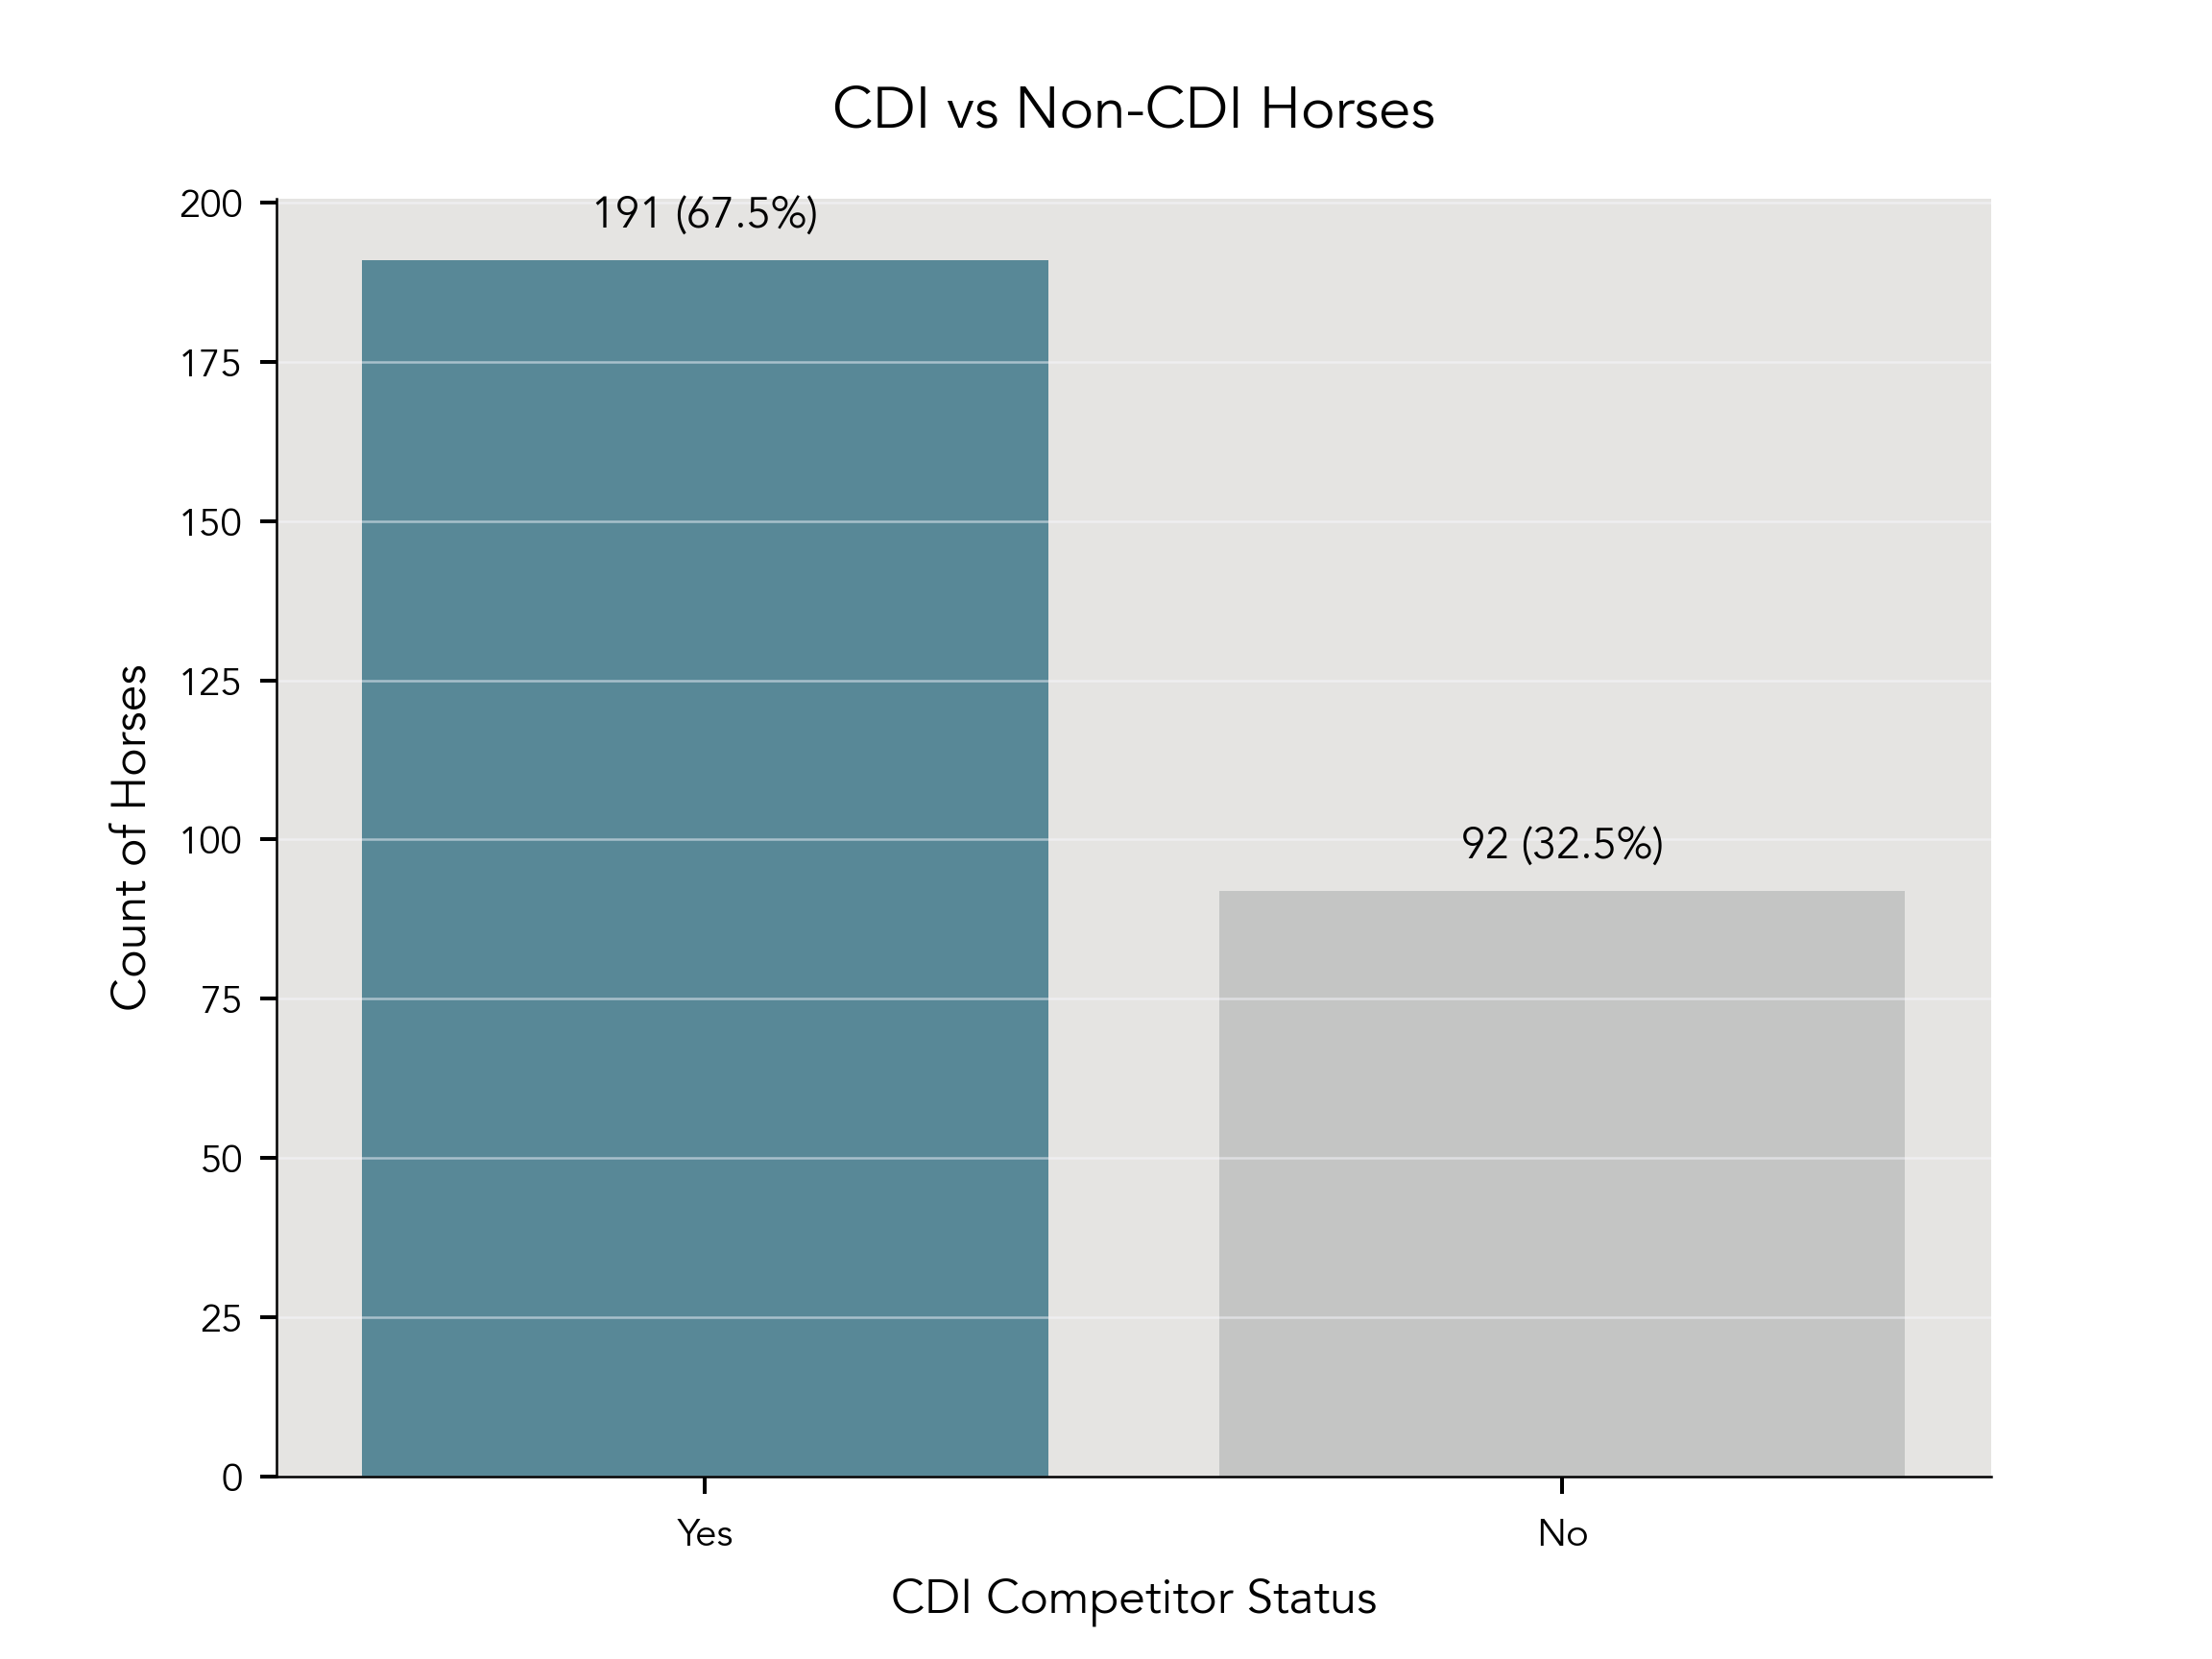 CDI vs Non-CDI Horses
200
191 (67.5%)
175
150
125
100
92 (32.5%)
75
50
25
0
Count of Horses
Yes
No
CDI Competitor Status